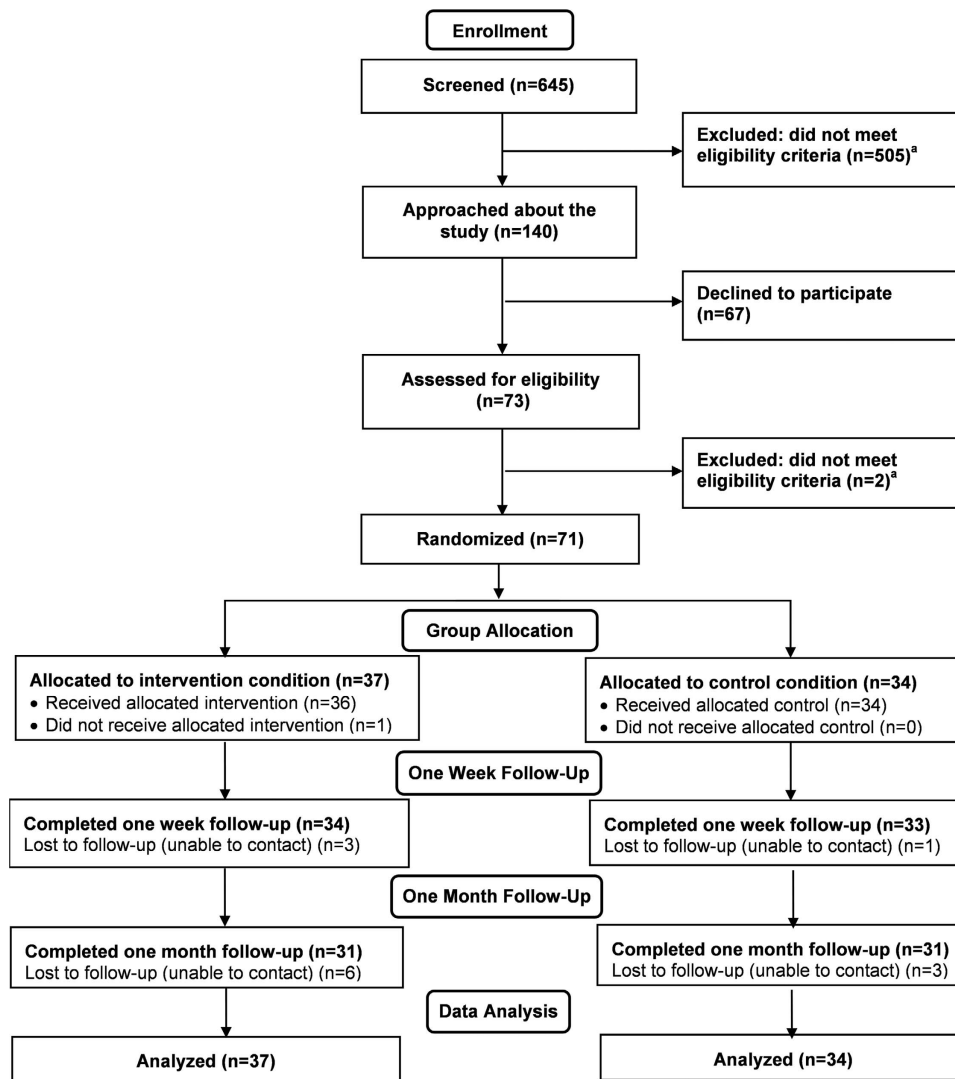 Enrollment
Screened (n=645)
Excluded: did not meet
eligibility criteria (n=505)a
Approached about the
study (n=140)
Declined to participate
(n=67)
Assessed for eligibility
(n=73)
Excluded: did not meet
eligibility criteria (n=2)a
Randomized (n=71)
Group Allocation
Allocated to intervention condition (n=37)
• Received allocated intervention (n=36)
• Did not receive allocated intervention (n=1)
Allocated to control condition (n=34)
• Received allocated control (n=34)
• Did not receive allocated control (n=0)
One Week Follow-Up
Completed one week follow-up (n=34)
Lost to follow-up (unable to contact) (n=3)
Completed one week follow-up (n=33)
Lost to follow-up (unable to contact) (n=1)
One Month Follow-Up
Completed one month follow-up (n=31)
Lost to follow-up (unable to contact) (n=6)
Completed one month follow-up (n=31)
Lost to follow-up (unable to contact) (n=3)
Data Analysis
Analyzed (n=37)
Analyzed (n=34)